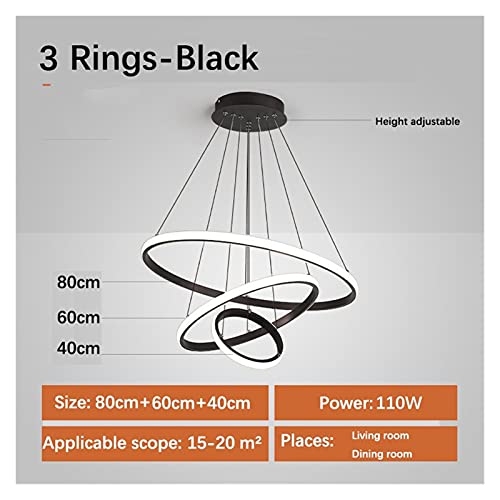 3 Rings-Black
Height adjustable
80cm
60cm
40cm
Size: 80cm+60cm+40cm
Power: 110W
Applicable scope: 15-20 m²
Places:
Living room
Dining room